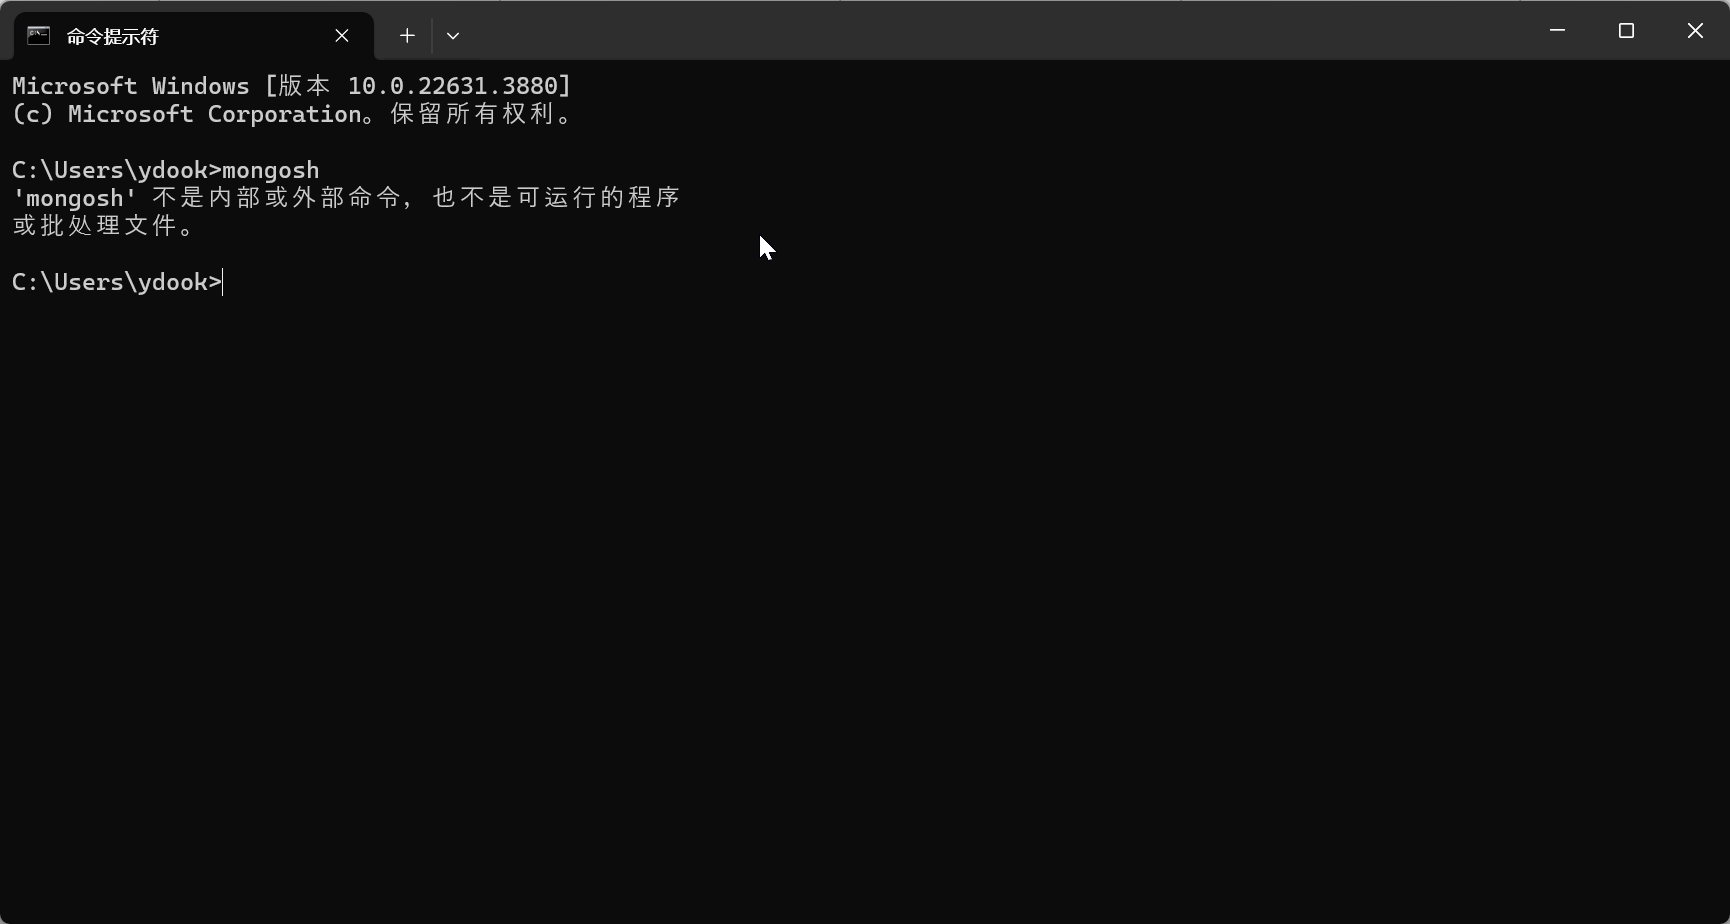 命令提示符
Microsoft Windows [版本 10.0.22631.3880]
(c) Microsoft Corporation。保留所有权利。
C:\Users\ydook>mongosh
'mongosh' 不是内部或外部命令，也不是可运行的程序
或批处理文件。
C:\Users\ydook>